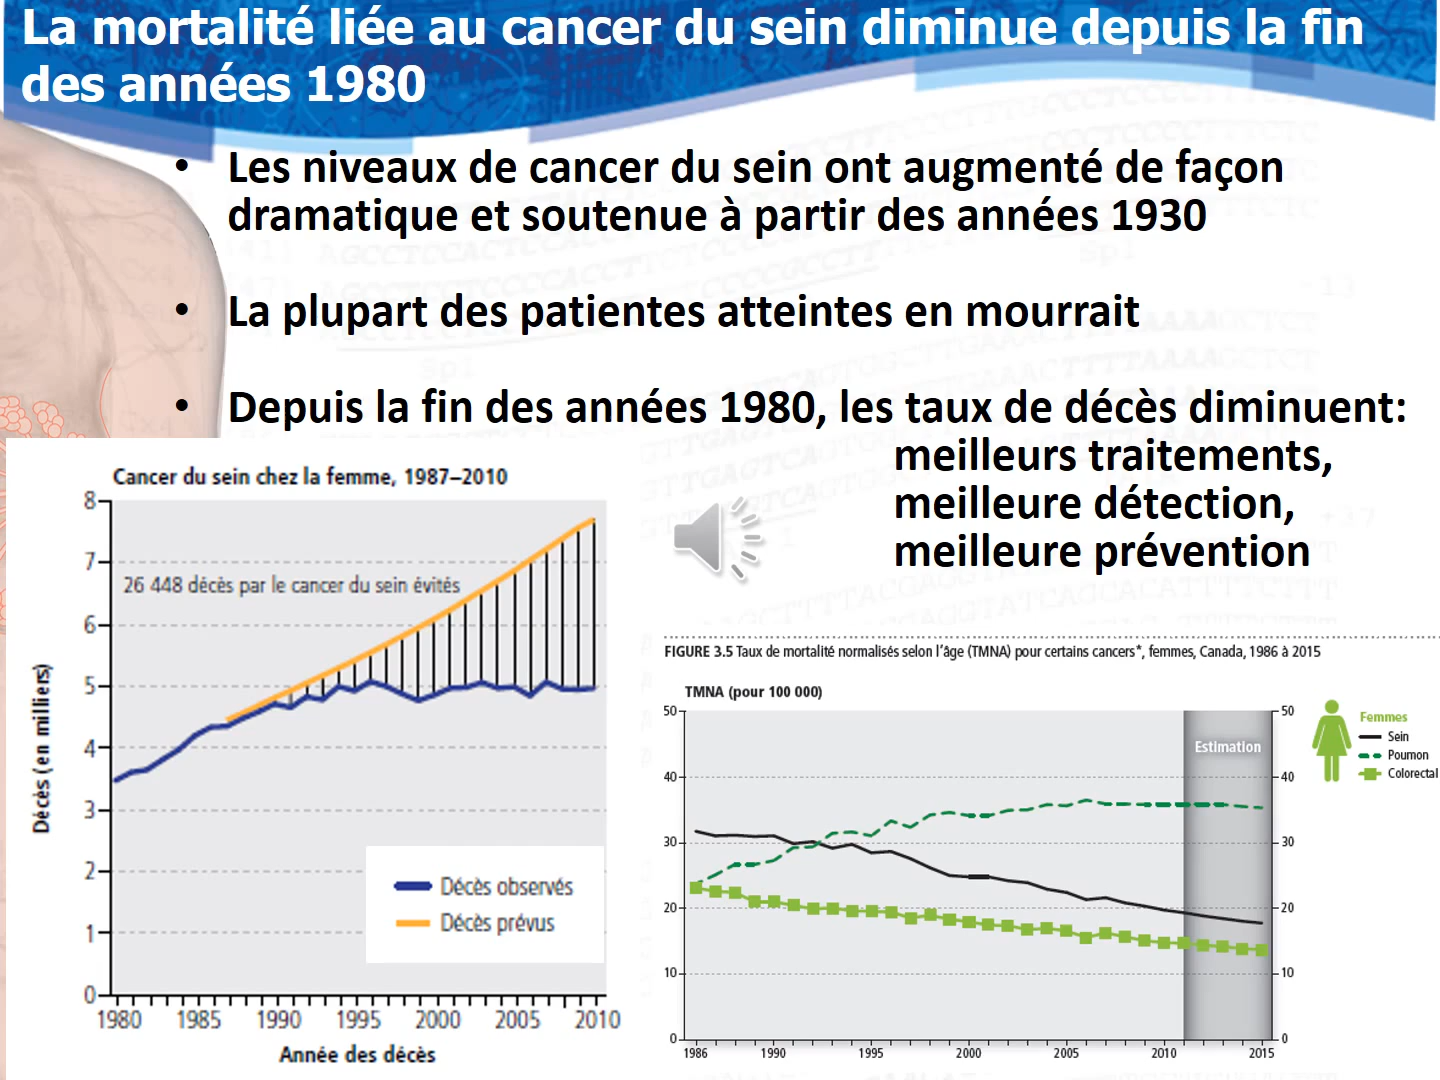 La mortalité liée au cancer du sein diminue depuis la fin
des années 1980
• Les niveaux de cancer du sein ont augmenté de façon
dramatique et soutenue à partir des années 1930
• La plupart des patientes atteintes en mourrait
• Depuis la fin des années 1980, les taux de décès diminuent:
meilleurs traitements,
meilleure détection,
meilleure prévention
Cancer du sein chez la femme, 1987–2010
8
7
6
5
4
3
2
1
0
26 448 décès par le cancer du sein évités
Décès (en milliers)
Décès observés
Décès prévus
1980 1985 1990 1995 2000 2005 2010
Année des décès
FIGURE 3.5 Taux de mortalité normalisés selon l'âge (TMNA) pour certains cancers*, femmes, Canada, 1986 à 2015
TMNA (pour 100 000)
50 50
40 40
30 30
20 20
10 10
0 0
Estimation
Femmes
Sein
Poumon
Colorectal
1986 1990 1995 2000 2005 2010 2015